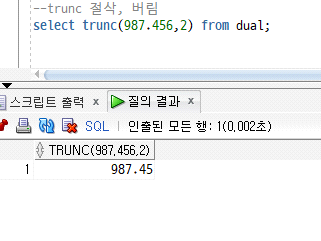 --trunc 절삭, 버림
select trunc(987.456,2) from dual;
스크립트 출력 x 질의 결과 x
SQL | 인출된 모든 행: 1(0,002초)
TRUNC(987,456,2)
1 987.45